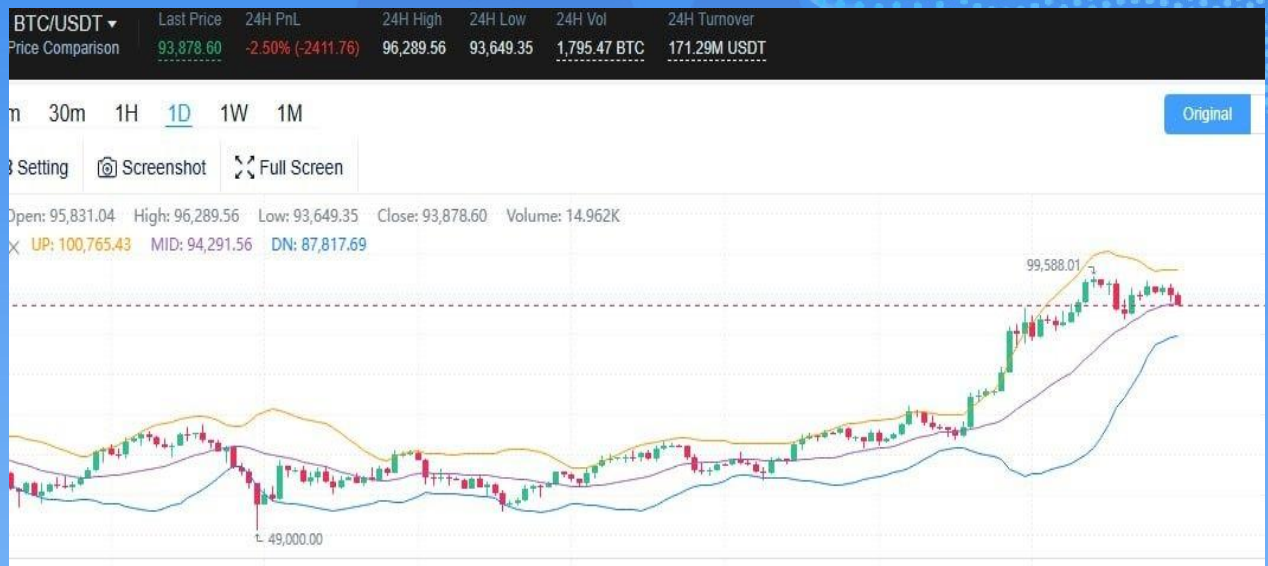 BTC/USDT Last Price 24H PnL 24H High 24H Low 24H Vol 24H Turnover
Price Comparison 93,878.60 -2.50% (-2411.76) 96,289.56 93,649.35 1,795.47 BTC 171.29M USDT
m 30m 1H 1D 1W 1M Original
Setting Screenshot Full Screen
Open: 95,831.04 High: 96,289.56 Low: 93,649.35 Close: 93,878.60 Volume: 14.962K
UP: 100,765.43 MID: 94,291.56 DN: 87,817.69
99,588.01
49,000.00